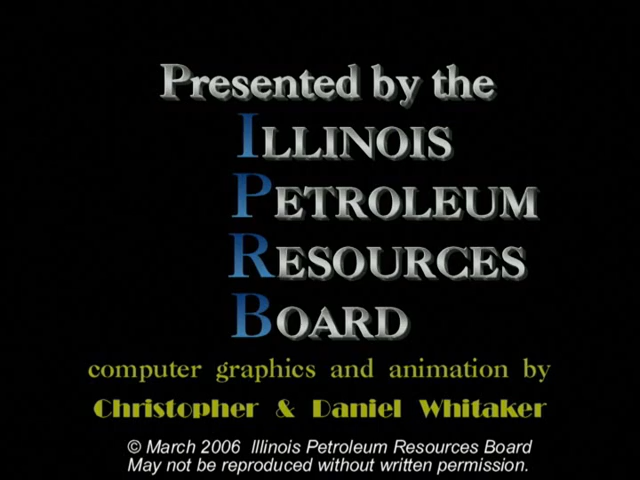 Presented by the
ILLINOIS
PETROLEUM
RESOURCES
BOARD
computer graphics and animation by
Christopher & Daniel Whitaker
© March 2006 Illinois Petroleum Resources Board
May not be reproduced without written permission.